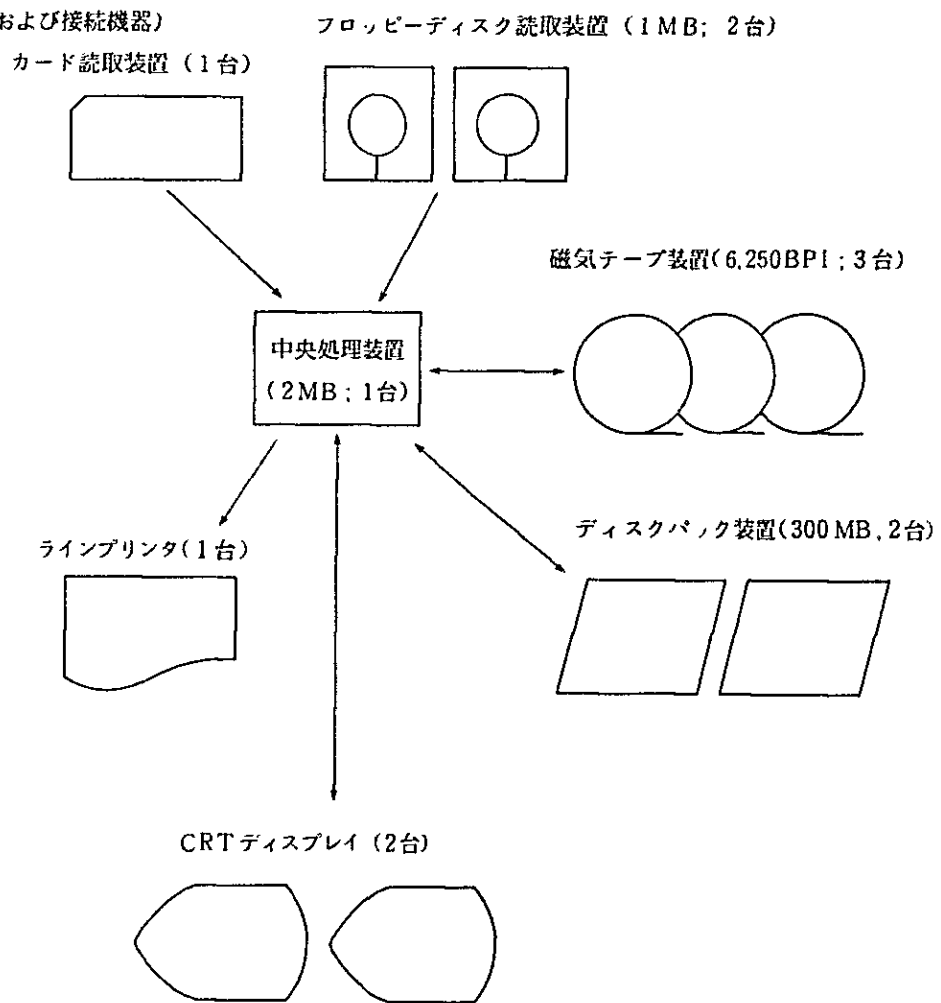 および接続機器)
フロッピーディスク読取装置 (1MB; 2台)
カード読取装置 (1台)
磁気テープ装置(6,250BPI ; 3台)
中央処理装置
(2MB ; 1台)
ディスクパック装置(300MB, 2台)
ラインプリンタ(1台)
CRTディスプレイ (2台)